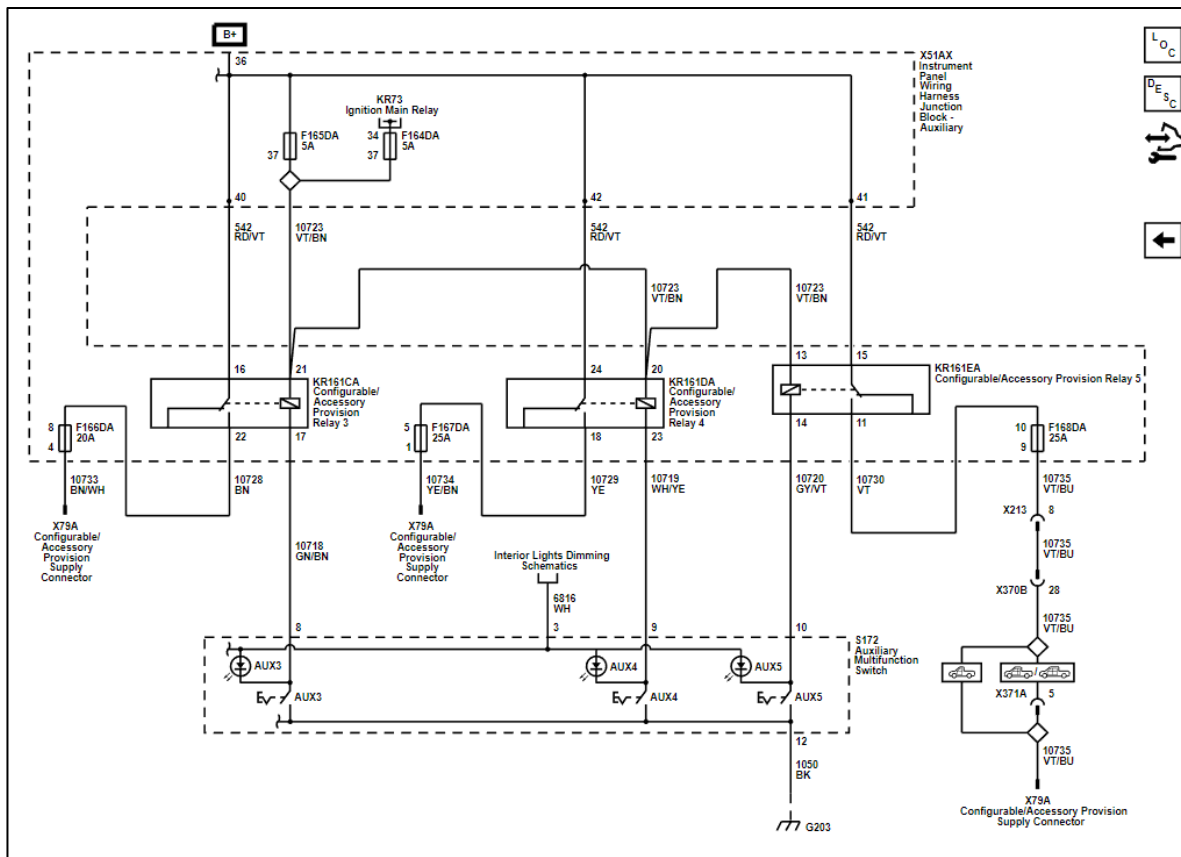 B+
36
X51AX
Instrument
Panel
Wiring
Harness
Junction
Block -
Auxiliary
LOC
DESC
KR73
Ignition Main Relay
F165DA
5A
37
34
F164DA
5A
37
40
42
41
542
RD/VT
10723
VT/BN
542
RD/VT
542
RD/VT
10723
VT/BN
10723
VT/BN
16
21
24
20
13
15
KR161CA
Configurable/
Accessory
Provision
Relay 3
KR161DA
Configurable/
Accessory
Provision
Relay 4
KR161EA
Configurable/Accessory Provision Relay 5
22
17
18
23
14
11
8
F166DA
4
20A
5
F167DA
1
25A
10
F168DA
9
25A
10733
BN/WH
10728
BN
10734
YE/BN
10729
YE
10719
WH/YE
10720
GY/VT
10730
VT
10735
VT/BU
X79A
Configurable/
Accessory
Provision
Supply
Connector
X79A
Configurable/
Accessory
Provision
Supply
Connector
X213
8
10735
VT/BU
10718
GN/BN
Interior Lights Dimming
Schematics
6816
WH
X370B
28
10735
VT/BU
8
3
9
10
S172
Auxiliary
Multifunction
Switch
AUX3
AUX4
AUX5
AUX3
AUX4
AUX5
/
X371A
5
12
1050
BK
10735
VT/BU
G203
X79A
Configurable/Accessory Provision
Supply Connector